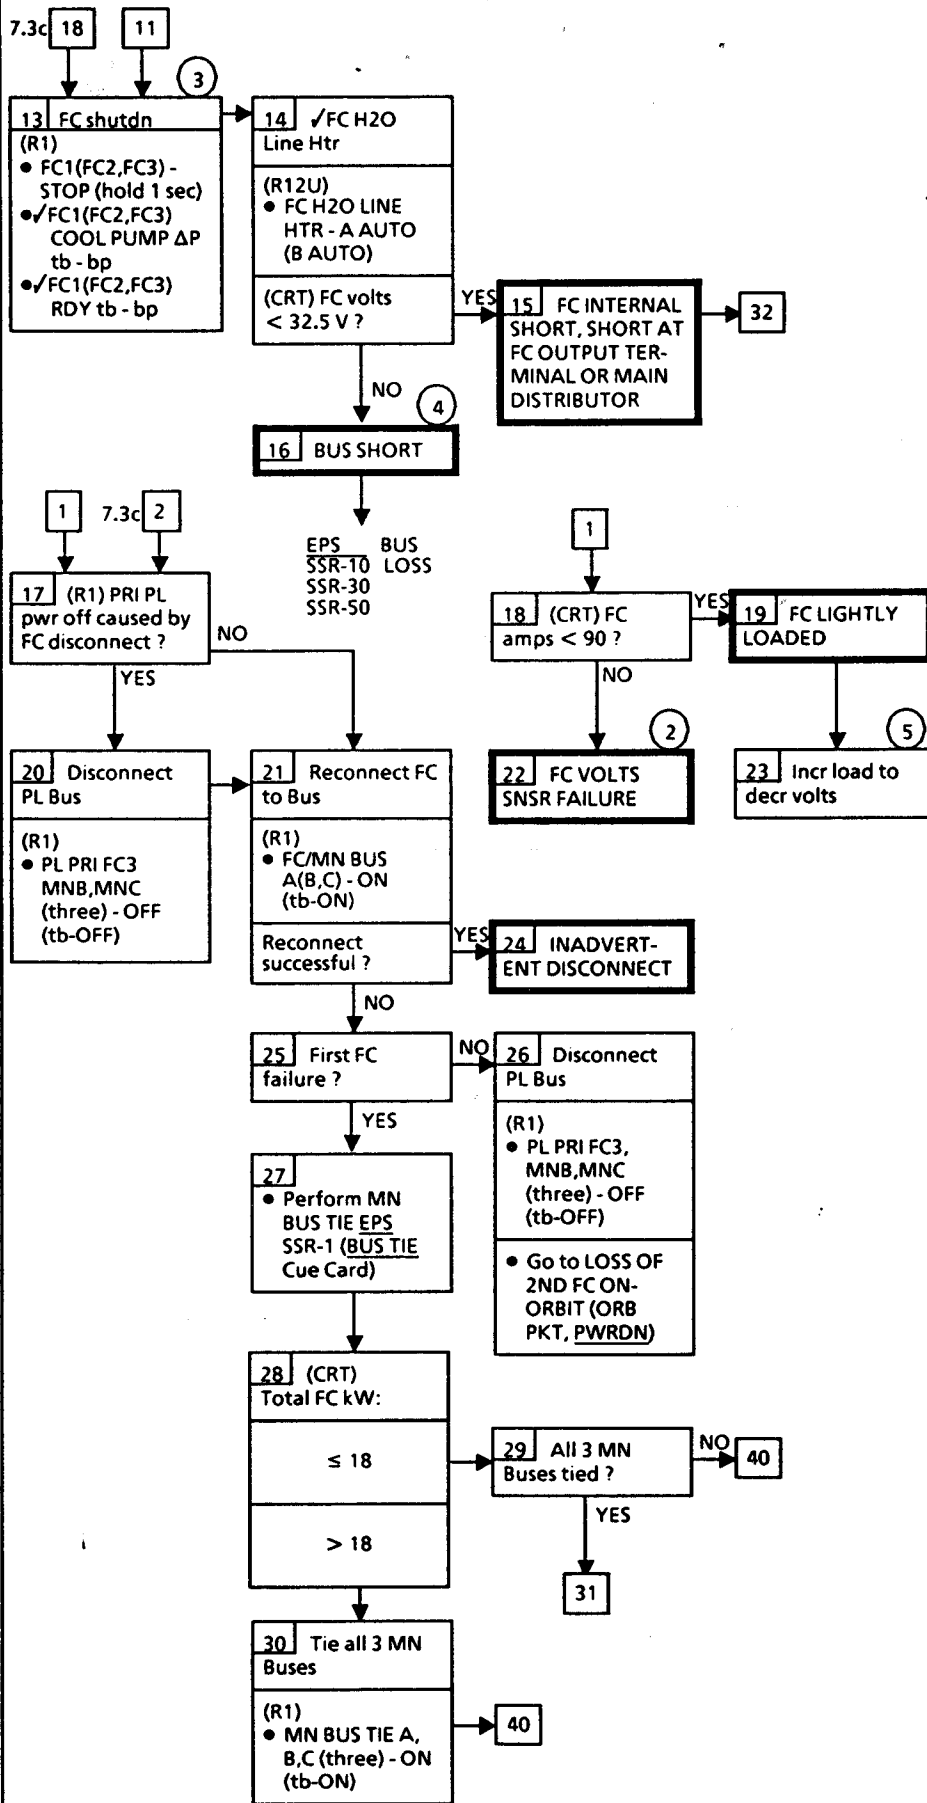 7.3c 18 11
3
13 FC shutdn
(R1)
• FC1(FC2,FC3) -
STOP (hold 1 sec)
•✓FC1(FC2,FC3)
COOL PUMP ΔP
tb - bp
•✓FC1(FC2,FC3)
RDY tb - bp
14 ✓FC H2O
Line Htr
(R12U)
• FC H2O LINE
HTR - A AUTO
(B AUTO)
(CRT) FC volts
< 32.5 V ?
YES
15 FC INTERNAL
SHORT, SHORT AT
FC OUTPUT TER-
MINAL OR MAIN
DISTRIBUTOR
32
NO
4
16 BUS SHORT
EPS BUS
SSR-10 LOSS
SSR-30
SSR-50
1 7.3c 2
17 (R1) PRI PL
pwr off caused by
FC disconnect ?
NO
YES
1
18 (CRT) FC
amps < 90 ?
YES
19 FC LIGHTLY
LOADED
NO
2
22 FC VOLTS
SNSR FAILURE
5
23 Incr load to
decr volts
20 Disconnect
PL Bus
(R1)
• PL PRI FC3
MNB,MNC
(three) - OFF
(tb-OFF)
21 Reconnect FC
to Bus
(R1)
• FC/MN BUS
A(B,C) - ON
(tb-ON)
Reconnect
successful ?
YES
24 INADVERT-
ENT DISCONNECT
NO
25 First FC
failure ?
NO
26 Disconnect
PL Bus
(R1)
• PL PRI FC3,
MNB,MNC
(three) - OFF
(tb-OFF)
• Go to LOSS OF
2ND FC ON-
ORBIT (ORB
PKT, PWRDN)
YES
27
• Perform MN
BUS TIE EPS
SSR-1 (BUS TIE
Cue Card)
28 (CRT)
Total FC kW:
≤ 18
> 18
29 All 3 MN
Buses tied ?
NO
40
YES
31
30 Tie all 3 MN
Buses
(R1)
• MN BUS TIE A,
B,C (three) - ON
(tb-ON)
40